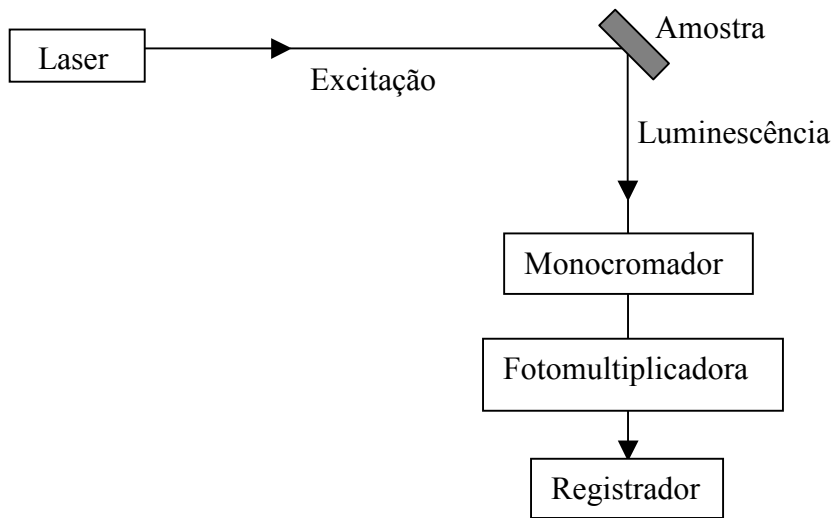 Amostra
Laser
Excitação
Luminescência
Monocromador
Fotomultiplicadora
Registrador